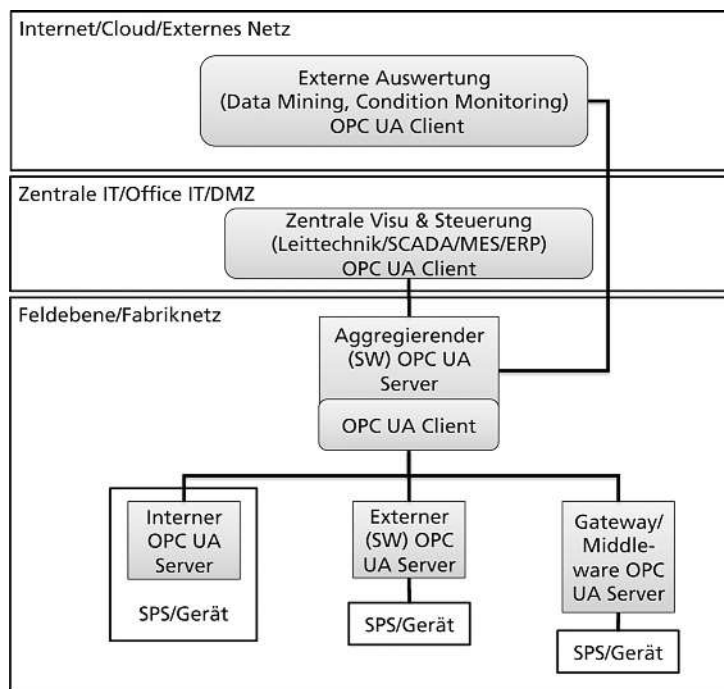 Internet/Cloud/Externes Netz
Externe Auswertung
(Data Mining, Condition Monitoring)
OPC UA Client
Zentrale IT/Office IT/DMZ
Zentrale Visu & Steuerung
(Leittechnik/SCADA/MES/ERP)
OPC UA Client
Feldebene/Fabriknetz
Aggregierender
(SW) OPC UA
Server
OPC UA Client
Interner
OPC UA
Server
SPS/Gerät
Externer
(SW) OPC
UA Server
SPS/Gerät
Gateway/
Middle-
ware OPC
UA Server
SPS/Gerät